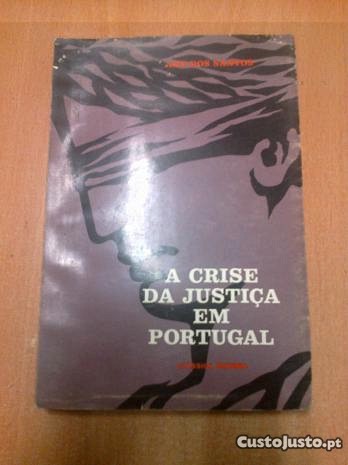 DOS SANTOS
A CRISE
DA JUSTIÇA
EM
PORTUGAL
CustoJusto.pt